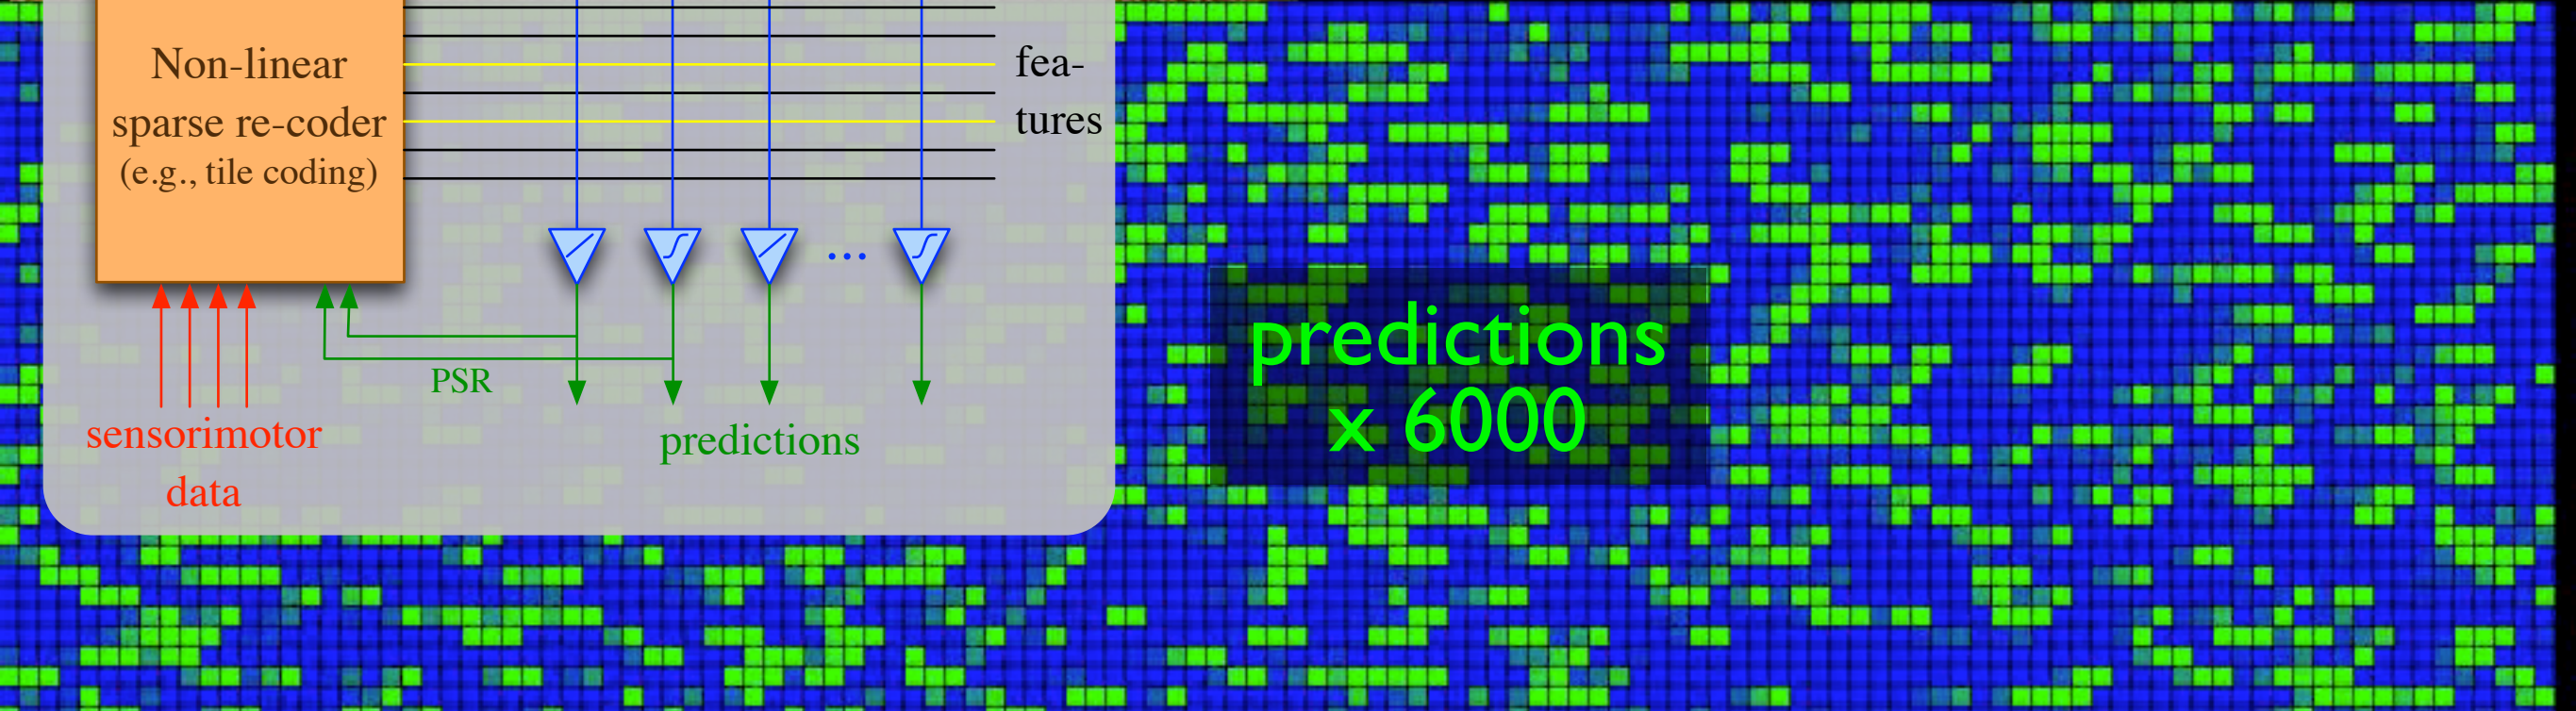 Non-linear
sparse re-coder
(e.g., tile coding)
fea-
tures
...
PSR
sensorimotor
data
predictions
predictions
x 6000